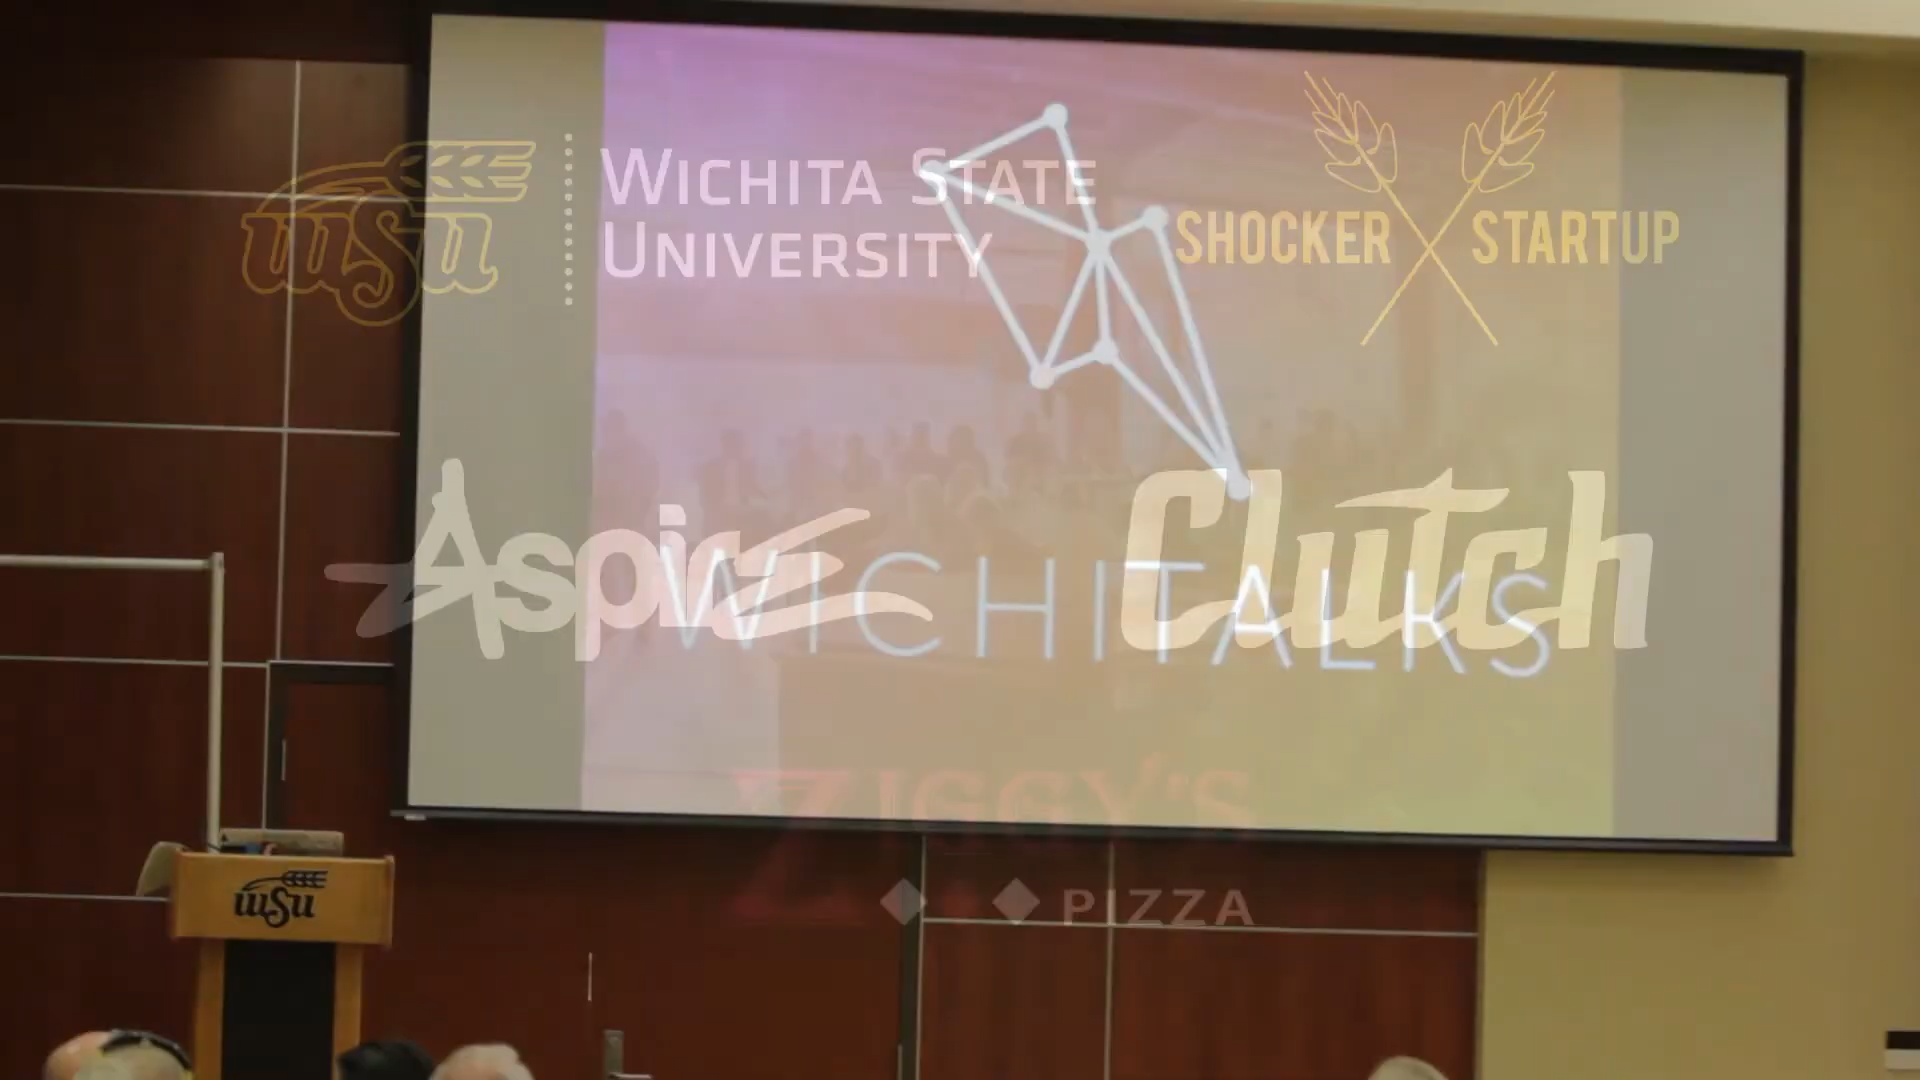 WICHITA STATE
UNIVERSITY
wsu
SHOCKER STARTUP
Aspire
Clutch
WICHITALKS
ZIGGY'S
PIZZA
wsu